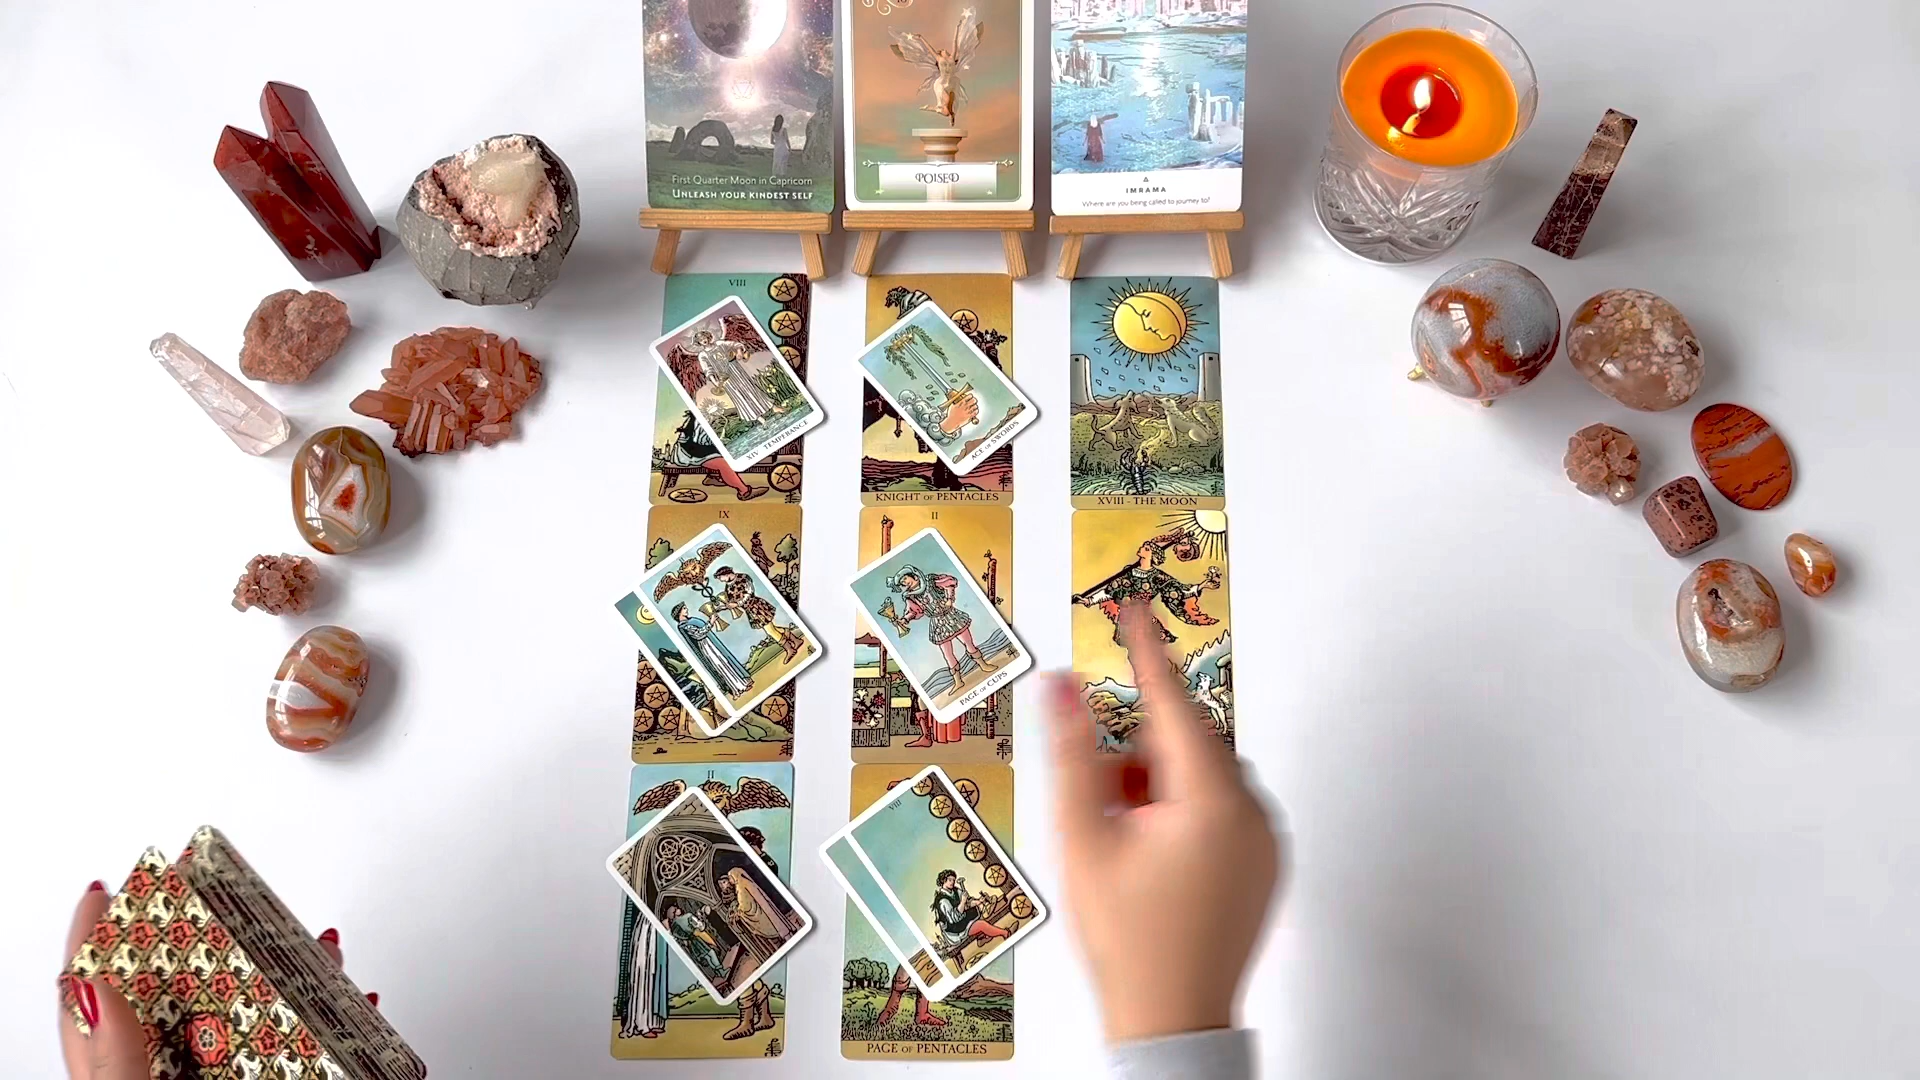 First Quarter Moon in Capricorn
UNLEASH YOUR KINDEST SELF
POISED
IMRAMA
Where are you being called to journey to?
VIII
XIV · TEMPERANCE
ACE OF SWORDS
KNIGHT OF PENTACLES
XVIII - THE MOON
IX
II
PAGE OF CUPS
II
VIII
PAGE OF PENTACLES